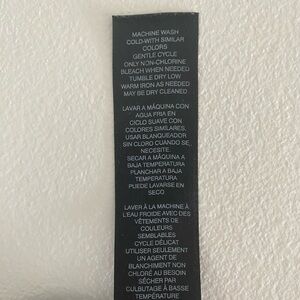 MACHINE WASH
COLD-WITH SIMILAR
COLORS
GENTLE CYCLE
ONLY NON-CHLORINE
BLEACH WHEN NEEDED
TUMBLE DRY LOW
WARM IRON AS NEEDED
MAY BE DRY CLEANED
LAVAR A MÁQUINA CON
AGUA FRIA EN
CICLO SUAVE CON
COLORES SIMILARES,
USAR BLANQUEADOR
SIN CLORO CUANDO SE,
NECESITE
SECAR A MÁQUINA A
BAJA TEMPERATURA
PLANCHAR A BAJA
TEMPERATURA
PUEDE LAVARSE EN
SECO
LAVER À LA MACHINE À
L'EAU FROIDE AVEC DES
VÊTEMENTS DE
COULEURS
SEMBLABLES
CYCLE DÉLICAT
UTILISER SEULEMENT
UN AGENT DE
BLANCHIMENT NON
CHLORÉ AU BESOIN
SÉCHER PAR
CULBUTAGE À BASSE
TEMPÉRATURE